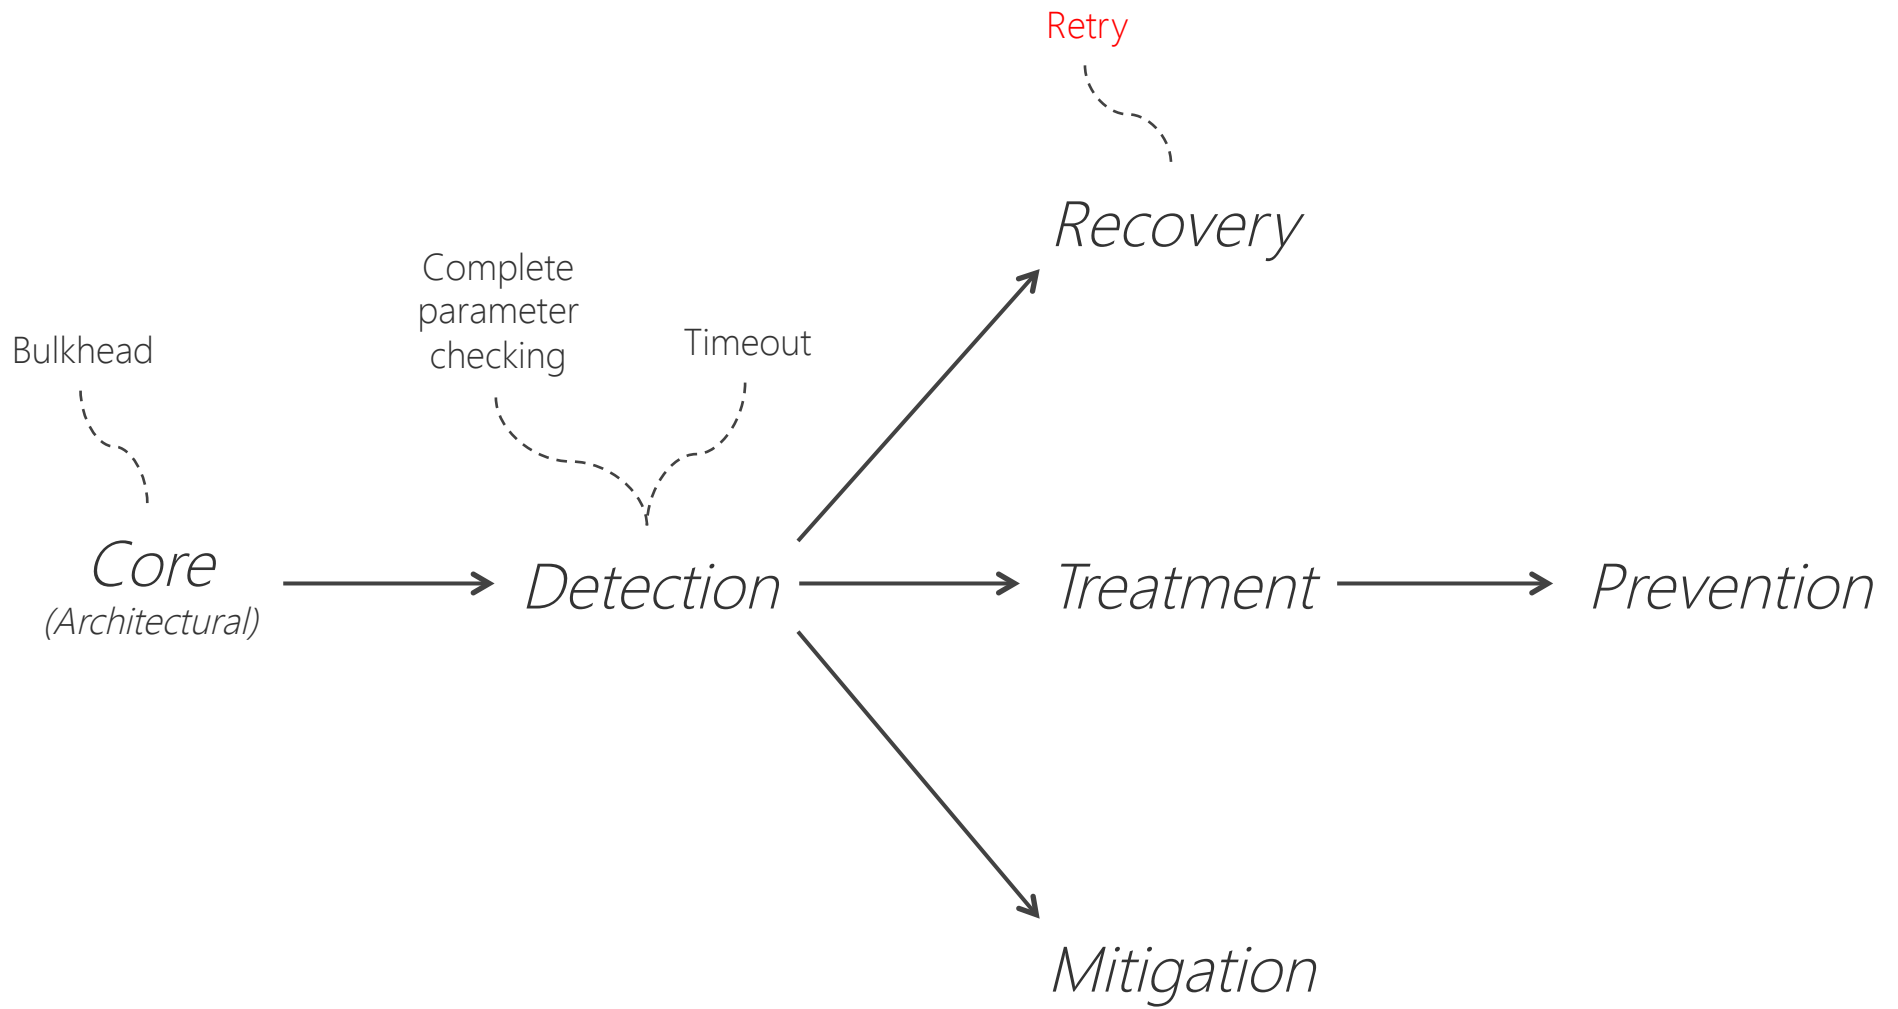 Retry
Recovery
Complete
parameter
checking
Timeout
Bulkhead
Core
(Architectural)
Detection
Treatment
Prevention
Mitigation